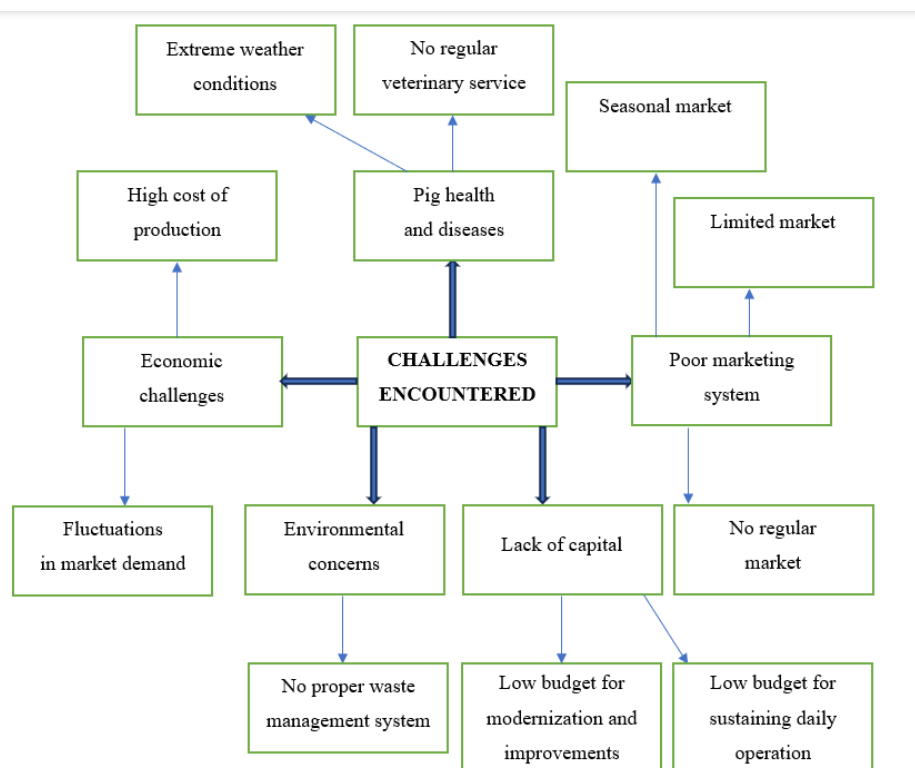 Extreme weather
conditions
No regular
veterinary service
Seasonal market
High cost of
production
Pig health
and diseases
Limited market
Economic
challenges
CHALLENGES
ENCOUNTERED
Poor marketing
system
Fluctuations
in market demand
Environmental
concerns
Lack of capital
No regular
market
No proper waste
management system
Low budget for
modernization and
improvements
Low budget for
sustaining daily
operation